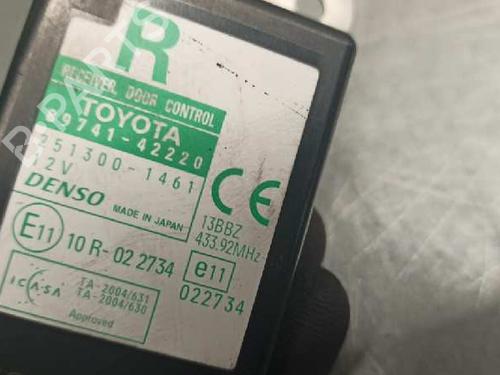 R
RECEIVER, DOOR CONTROL
TOYOTA
89741-42220
251300-1461
12V
DENSO
MADE IN JAPAN
CE
13BBZ
433.92MHz
E11 10 R-02 2734
e11
022734
ICASA
TA-2004/631
TA-2004/630
Approved